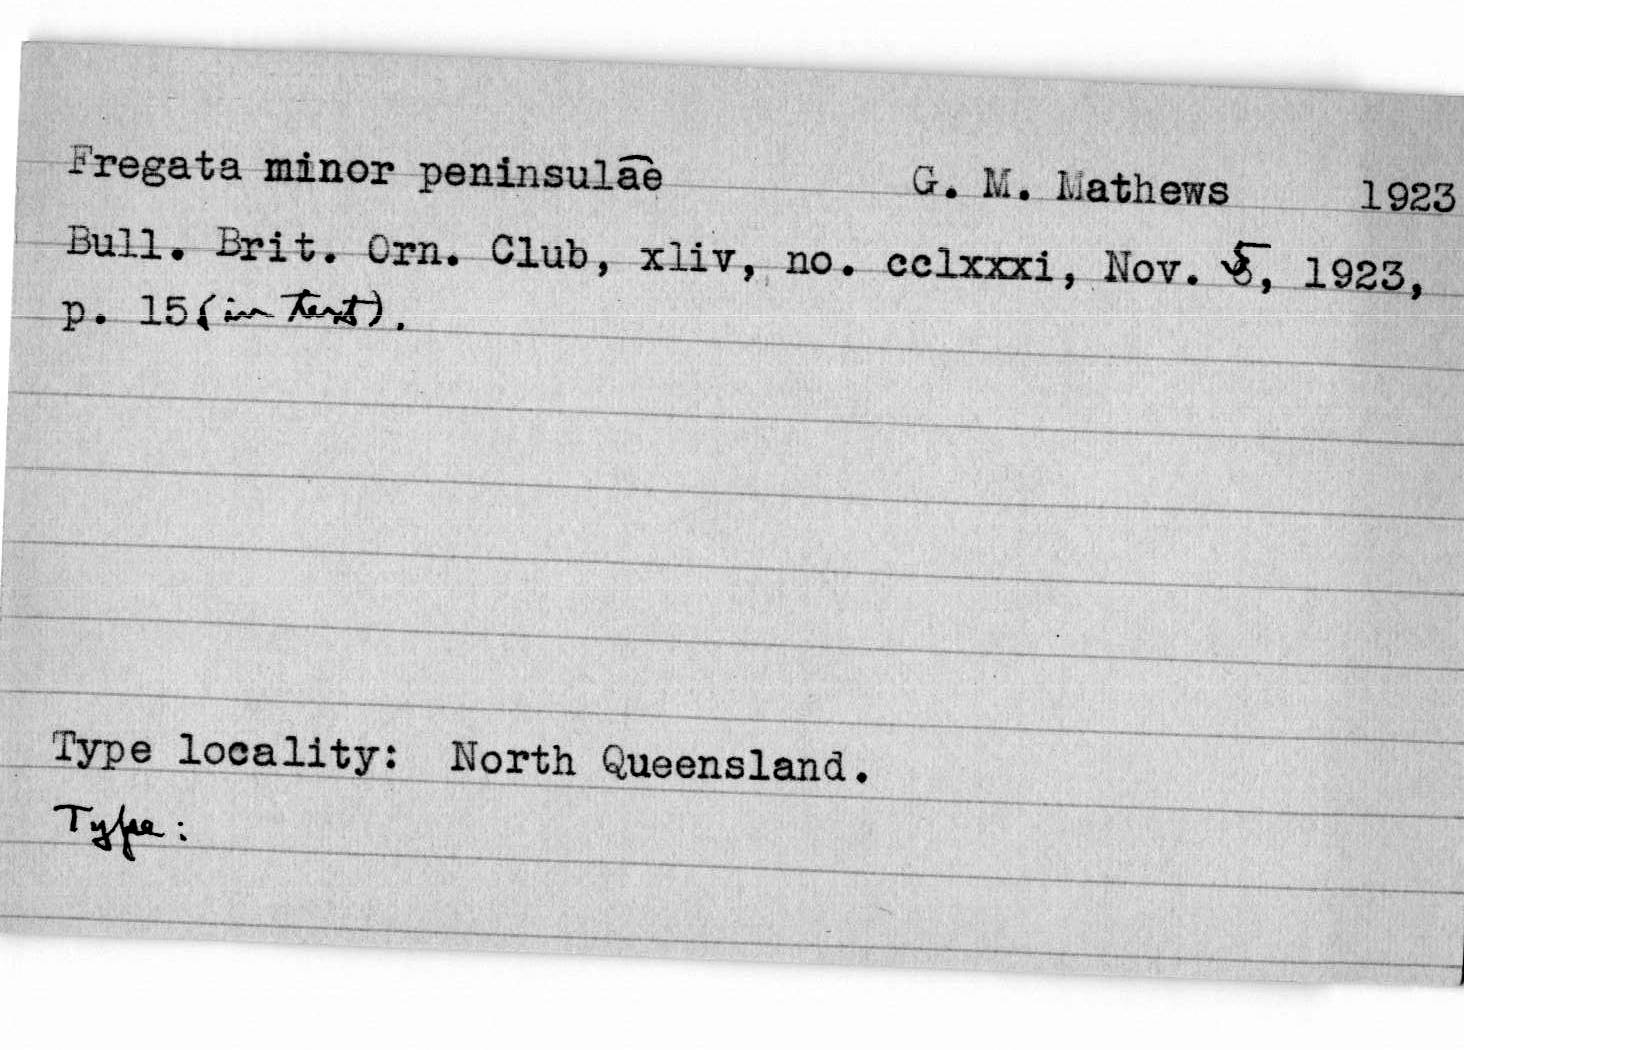 Fregata minor peninsulae G. M. Mathews 1923
Bull. Brit. Orn. Club, xliv, no. cclxxxi, Nov. 5, 1923,
p. 15 (in text).
Type locality: North Queensland.
Type: